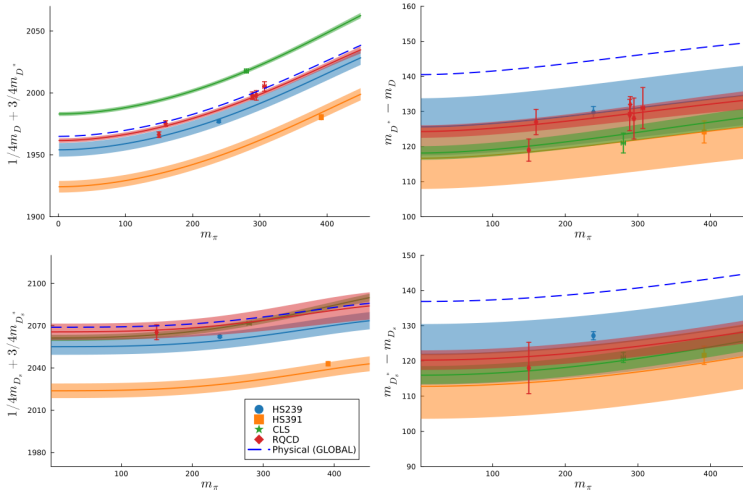 1/4m_D + 3/4m_{D^*}
2050
2000
1950
1900
0 100 200 300 400
m_π
m_{D^*} − m_D
160
150
140
130
120
110
100
0 100 200 300 400
m_π
1/4m_{D_s} + 3/4m_{D_s^*}
2100
2070
2040
2010
1980
100 200 300 400
m_π
HS239
HS391
CLS
RQCD
Physical (GLOBAL)
m_{D_s^*} − m_{D_s}
150
140
130
120
110
100
90
0 100 200 300 400
m_π